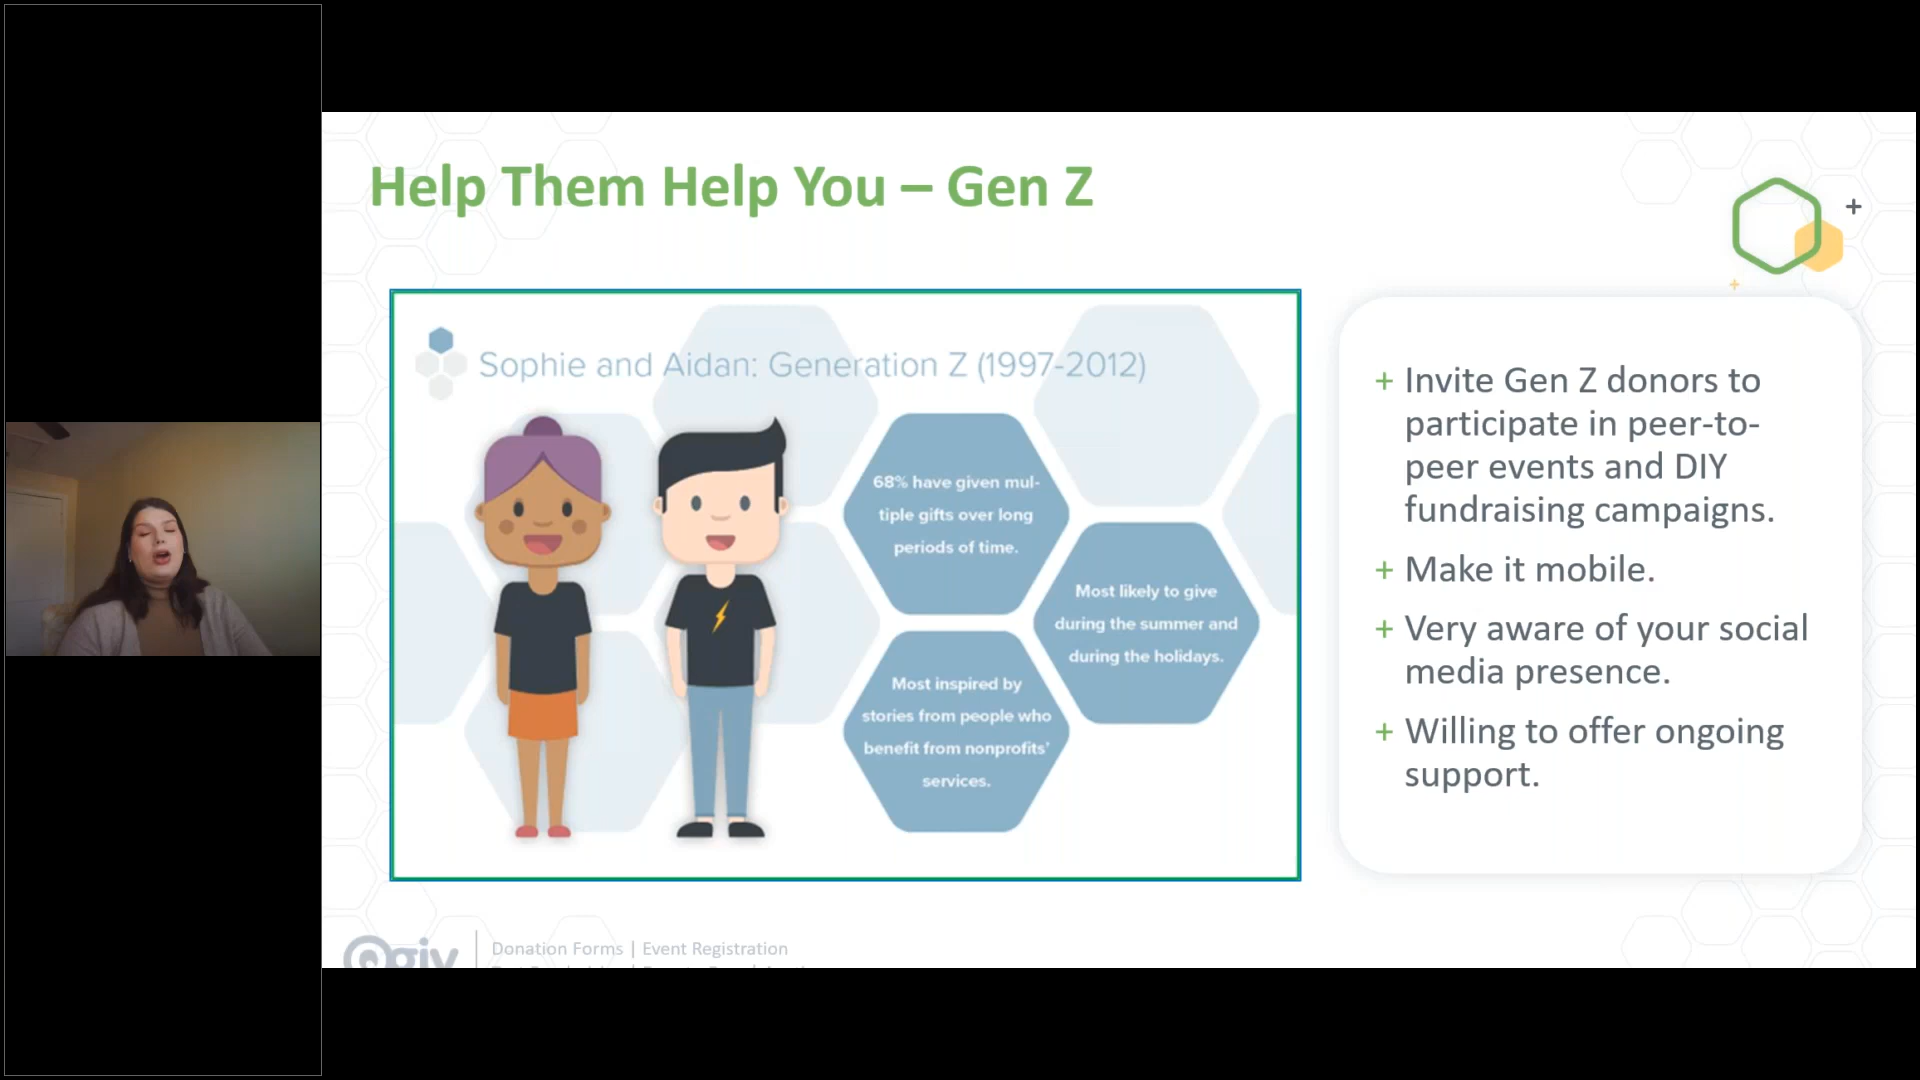 Help Them Help You – Gen Z
Sophie and Aidan: Generation Z (1997-2012)
68% have given mul-
tiple gifts over long
periods of time.
Most likely to give
during the summer and
during the holidays.
Most inspired by
stories from people who
benefit from nonprofits'
services.
+ Invite Gen Z donors to
participate in peer-to-
peer events and DIY
fundraising campaigns.
+ Make it mobile.
+ Very aware of your social
media presence.
+ Willing to offer ongoing
support.
Qgiv
Donation Forms | Event Registration